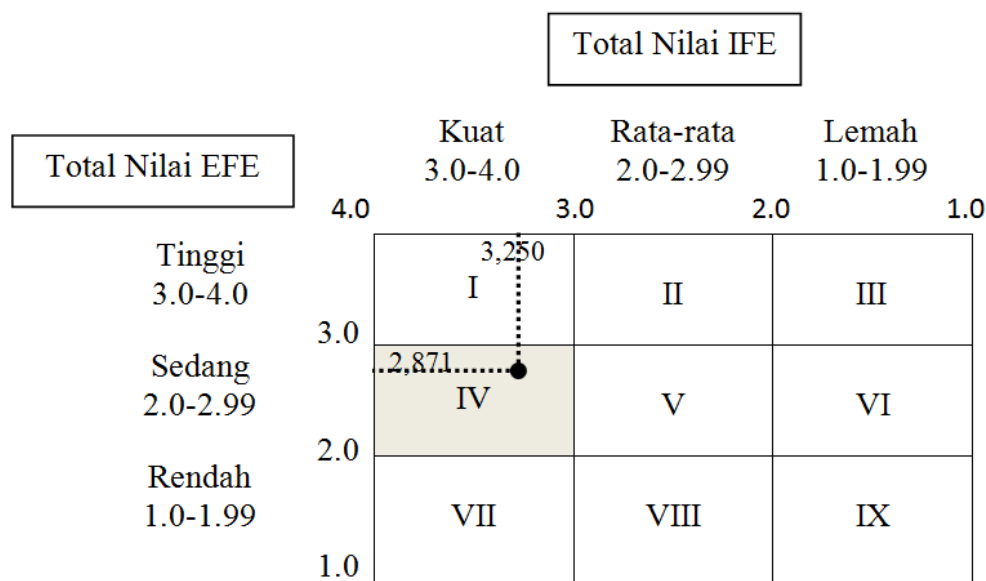 Total Nilai IFE
Total Nilai EFE
Kuat
3.0-4.0
Rata-rata
2.0-2.99
Lemah
1.0-1.99
4.0 3.0 2.0 1.0
Tinggi
3.0-4.0
3,250
I II III
3.0
Sedang
2.0-2.99
2,871
IV V VI
2.0
Rendah
1.0-1.99
VII VIII IX
1.0